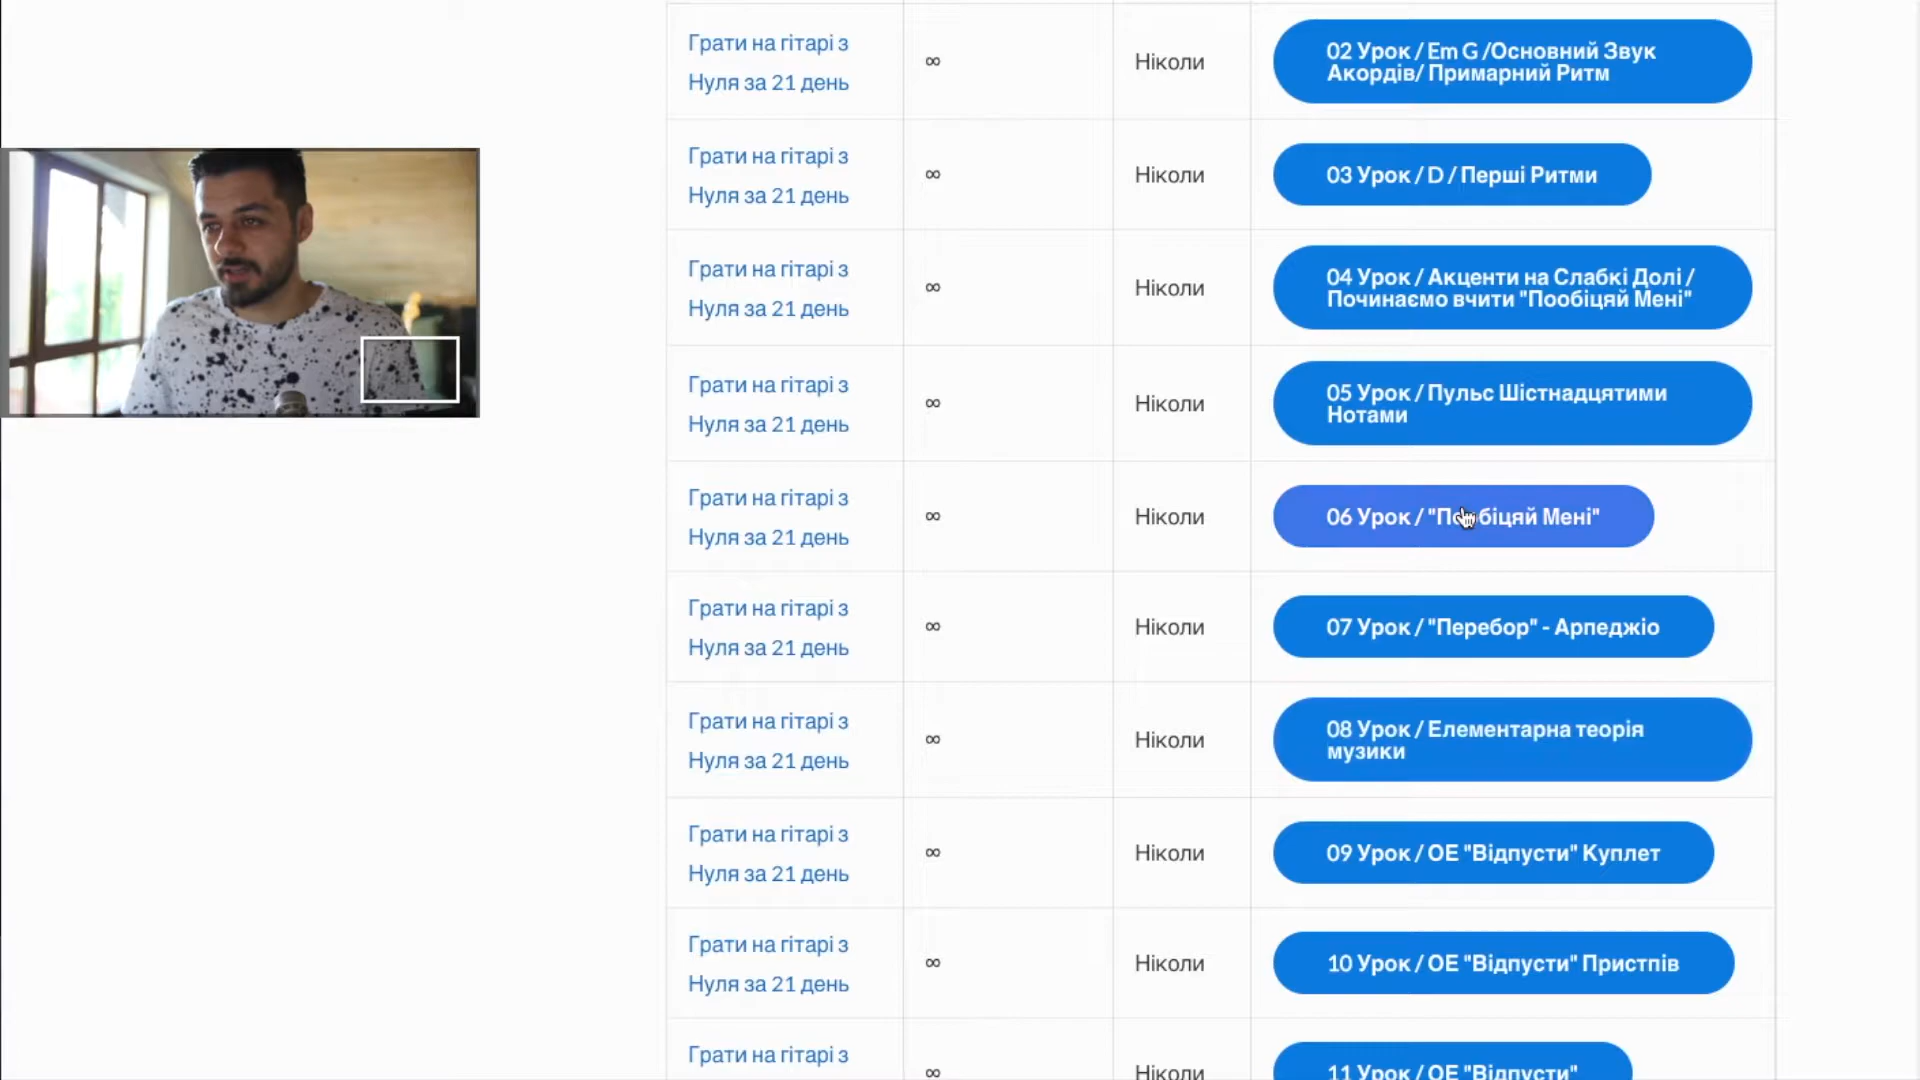 Грати на гітарі з
Нуля за 21 день
∞
Ніколи
02 Урок / Em G /Основний Звук
Акордів/ Примарний Ритм
Грати на гітарі з
Нуля за 21 день
∞
Ніколи
03 Урок / D / Перші Ритми
Грати на гітарі з
Нуля за 21 день
∞
Ніколи
04 Урок / Акценти на Слабкі Долі /
Починаємо вчити "Пообіцяй Мені"
Грати на гітарі з
Нуля за 21 день
∞
Ніколи
05 Урок / Пульс Шістнадцятими
Нотами
Грати на гітарі з
Нуля за 21 день
∞
Ніколи
06 Урок / "Пообіцяй Мені"
Грати на гітарі з
Нуля за 21 день
∞
Ніколи
07 Урок / "Перебор" - Арпеджіо
Грати на гітарі з
Нуля за 21 день
∞
Ніколи
08 Урок / Елементарна теорія
музики
Грати на гітарі з
Нуля за 21 день
∞
Ніколи
09 Урок / ОЕ "Відпусти" Куплет
Грати на гітарі з
Нуля за 21 день
∞
Ніколи
10 Урок / ОЕ "Відпусти" Пристпів
Грати на гітарі з
∞
Ніколи
11 Урок / ОЕ "Відпусти"